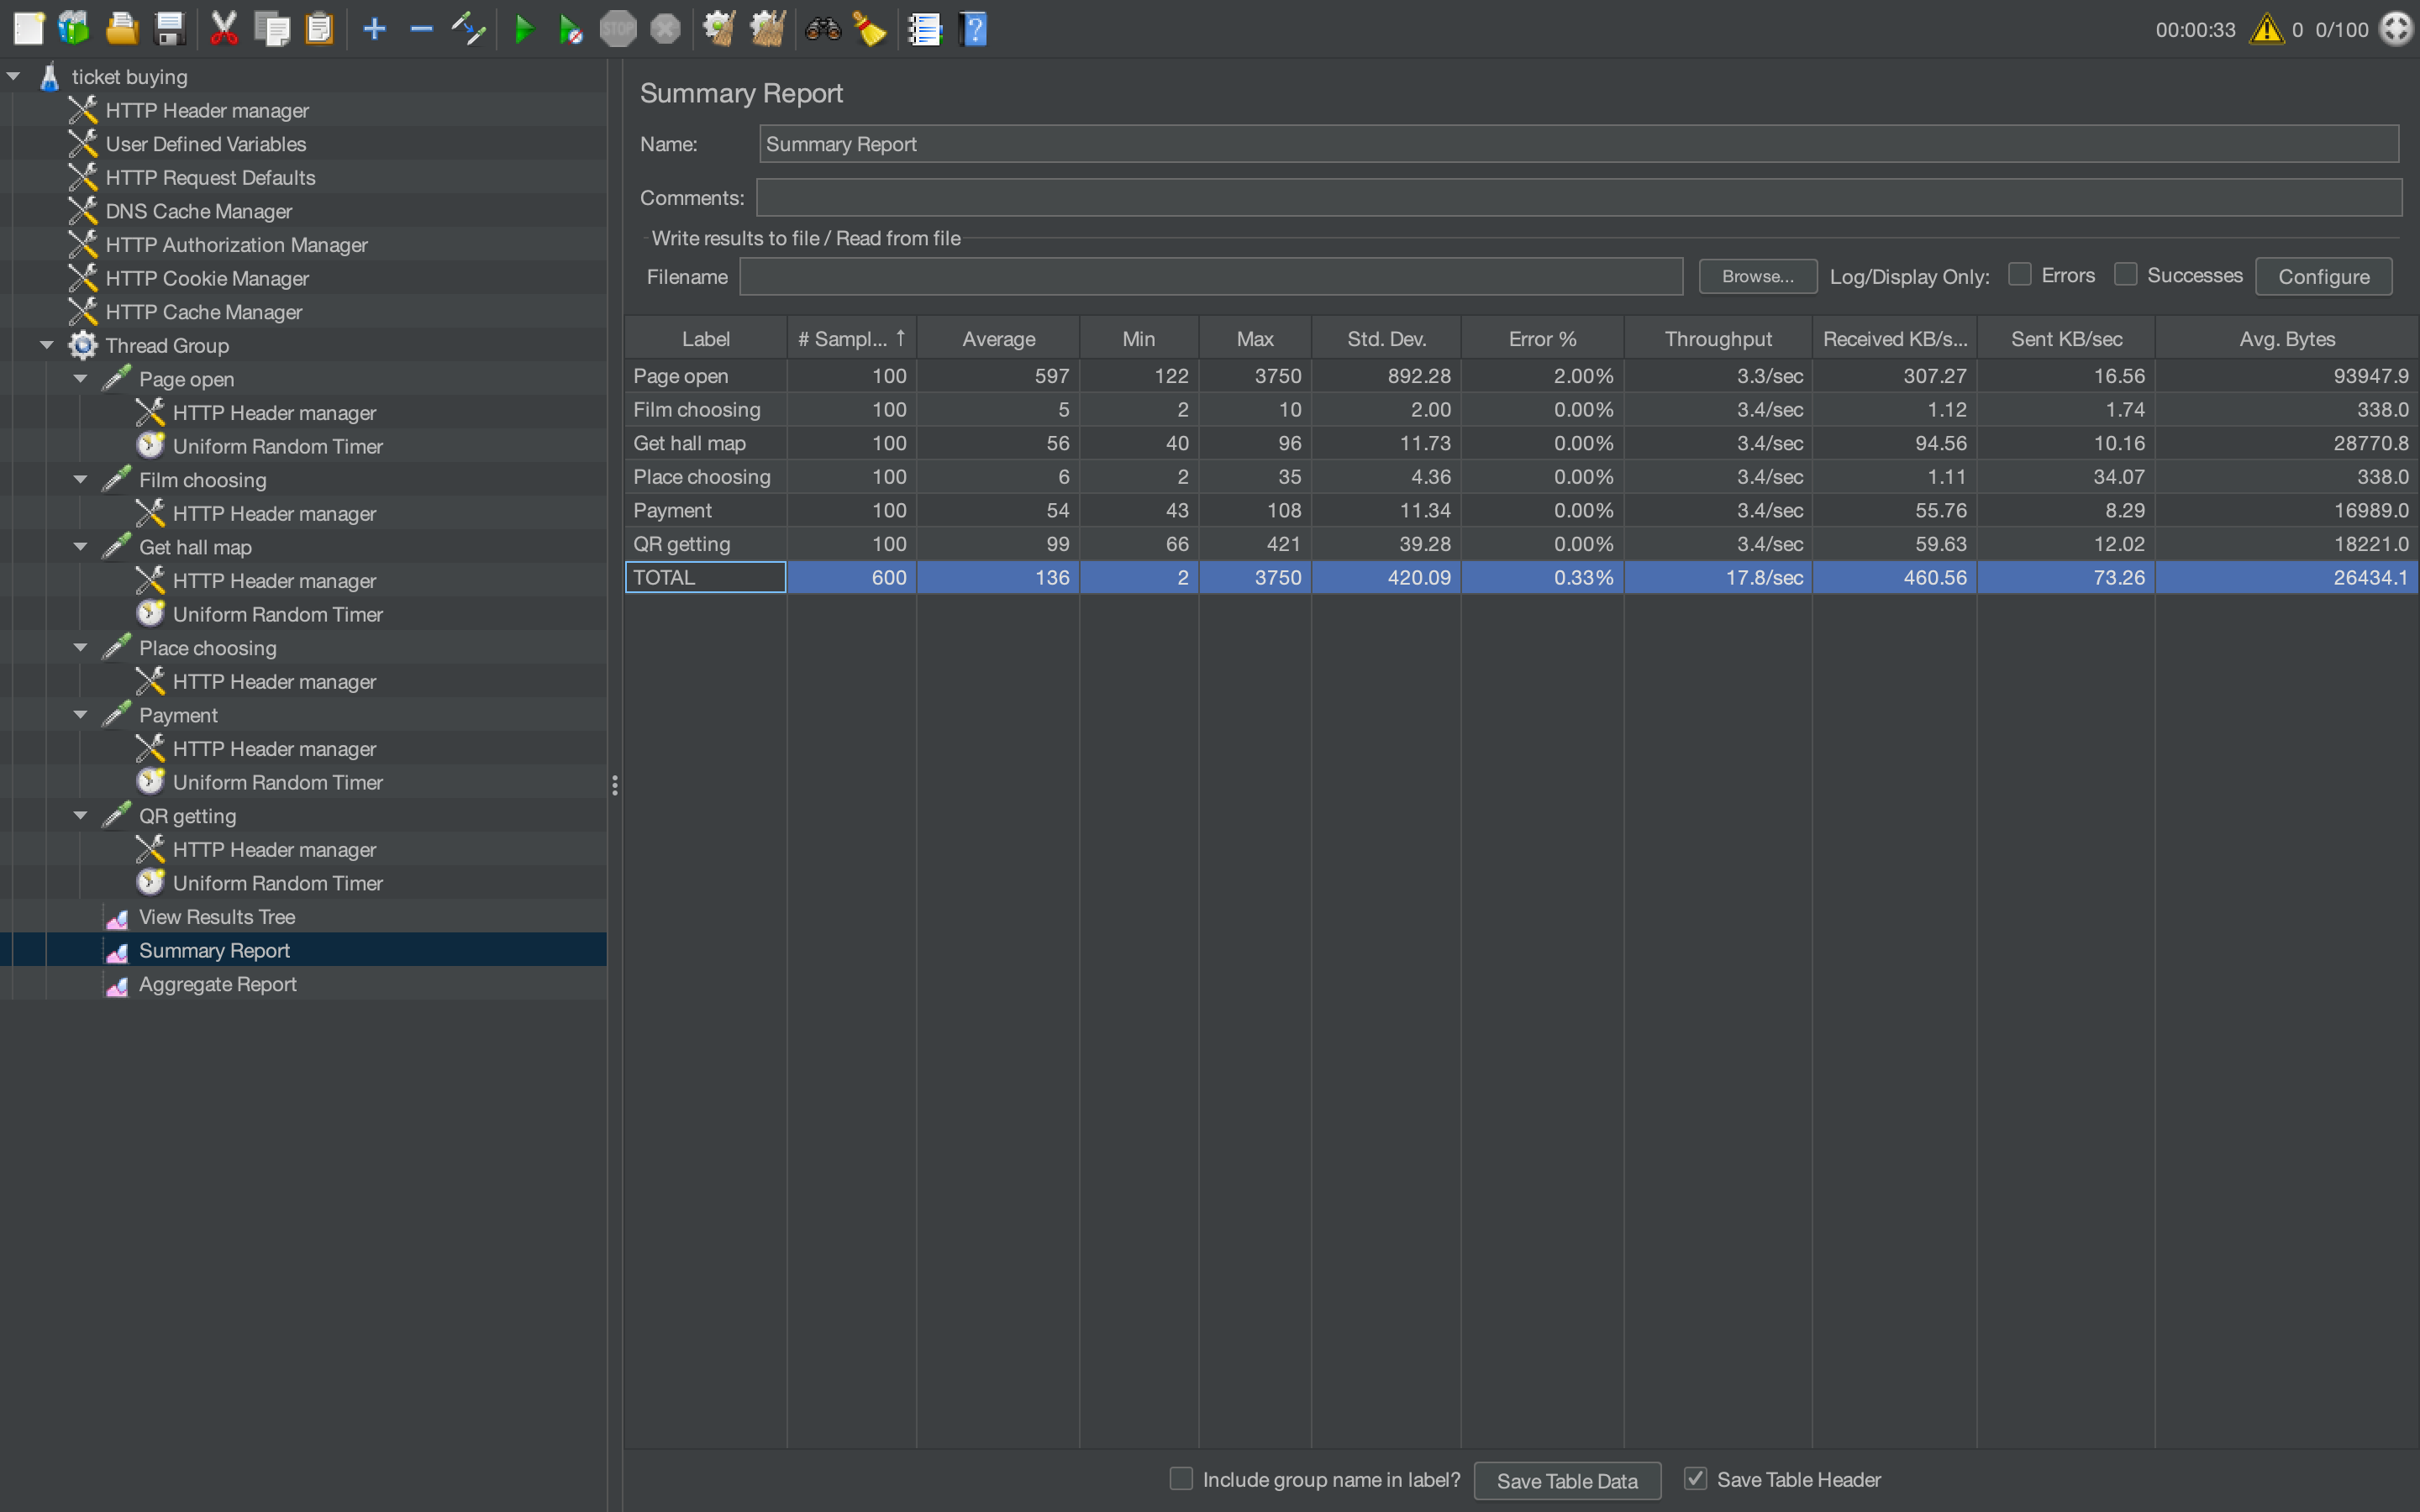 STOP
00:00:33 0 0/100
ticket buying
HTTP Header manager
User Defined Variables
HTTP Request Defaults
DNS Cache Manager
HTTP Authorization Manager
HTTP Cookie Manager
HTTP Cache Manager
Thread Group
Page open
HTTP Header manager
Uniform Random Timer
Film choosing
HTTP Header manager
Get hall map
HTTP Header manager
Uniform Random Timer
Place choosing
HTTP Header manager
Payment
HTTP Header manager
Uniform Random Timer
QR getting
HTTP Header manager
Uniform Random Timer
View Results Tree
Summary Report
Aggregate Report
Summary Report
Name: Summary Report
Comments:
Write results to file / Read from file
Filename Browse... Log/Display Only: Errors Successes Configure
Label # Sampl... ↑ Average Min Max Std. Dev. Error % Throughput Received KB/s... Sent KB/sec Avg. Bytes
Page open 100 597 122 3750 892.28 2.00% 3.3/sec 307.27 16.56 93947.9
Film choosing 100 5 2 10 2.00 0.00% 3.4/sec 1.12 1.74 338.0
Get hall map 100 56 40 96 11.73 0.00% 3.4/sec 94.56 10.16 28770.8
Place choosing 100 6 2 35 4.36 0.00% 3.4/sec 1.11 34.07 338.0
Payment 100 54 43 108 11.34 0.00% 3.4/sec 55.76 8.29 16989.0
QR getting 100 99 66 421 39.28 0.00% 3.4/sec 59.63 12.02 18221.0
TOTAL 600 136 2 3750 420.09 0.33% 17.8/sec 460.56 73.26 26434.1
Include group name in label? Save Table Data Save Table Header